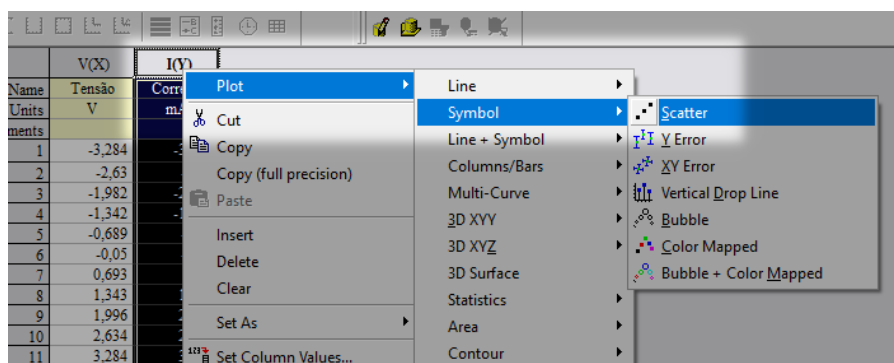 V(X) I(Y)
Name Tensão
Units V
1 -3,284
2 -2,63
3 -1,982
4 -1,342
5 -0,689
6 -0,05
7 0,693
8 1,343
9 1,996
10 2,634
11 3,284
Plot
Cut
Copy
Copy (full precision)
Paste
Insert
Delete
Clear
Set As
Set Column Values...
Line
Symbol
Line + Symbol
Columns/Bars
Multi-Curve
3D XYY
3D XYZ
3D Surface
Statistics
Area
Contour
Scatter
Y Error
XY Error
Vertical Drop Line
Bubble
Color Mapped
Bubble + Color Mapped